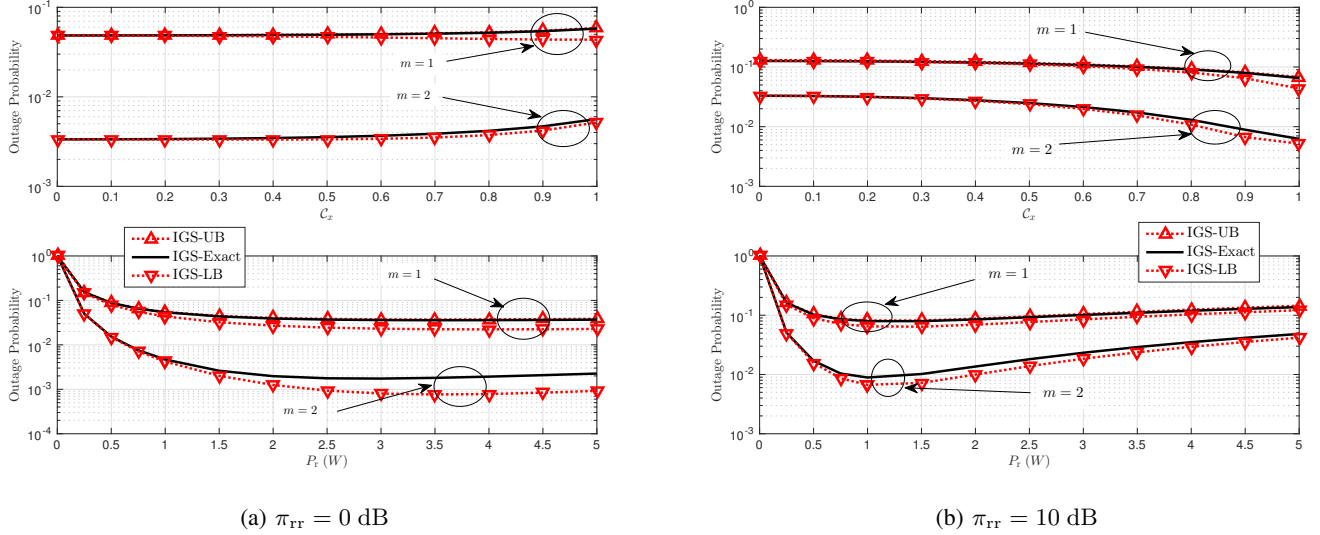 10^-1
10^-2
10^-3
Outage Probability
m = 1
m = 2
0 0.1 0.2 0.3 0.4 0.5 0.6 0.7 0.8 0.9 1
𝒞_x
10^0
10^-1
10^-2
10^-3
Outage Probability
m = 1
m = 2
0 0.1 0.2 0.3 0.4 0.5 0.6 0.7 0.8 0.9 1
𝒞_x
IGS-UB
IGS-Exact
IGS-LB
10^0
10^-1
10^-2
10^-3
10^-4
Outage Probability
m = 1
m = 2
0 0.5 1 1.5 2 2.5 3 3.5 4 4.5 5
P_r (W)
IGS-UB
IGS-Exact
IGS-LB
10^0
10^-1
10^-2
10^-3
Outage Probability
m = 1
m = 2
0 0.5 1 1.5 2 2.5 3 3.5 4 4.5 5
P_r (W)
(a) π_rr = 0 dB
(b) π_rr = 10 dB